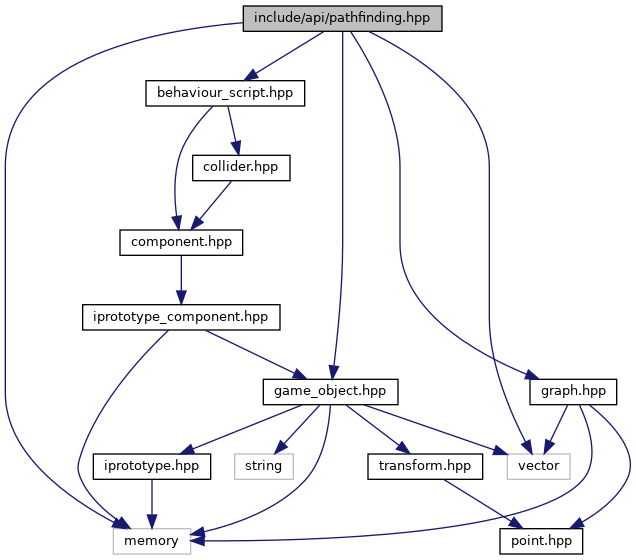 include/api/pathfinding.hpp
behaviour_script.hpp
collider.hpp
component.hpp
iprototype_component.hpp
game_object.hpp
graph.hpp
iprototype.hpp
string
transform.hpp
vector
memory
point.hpp